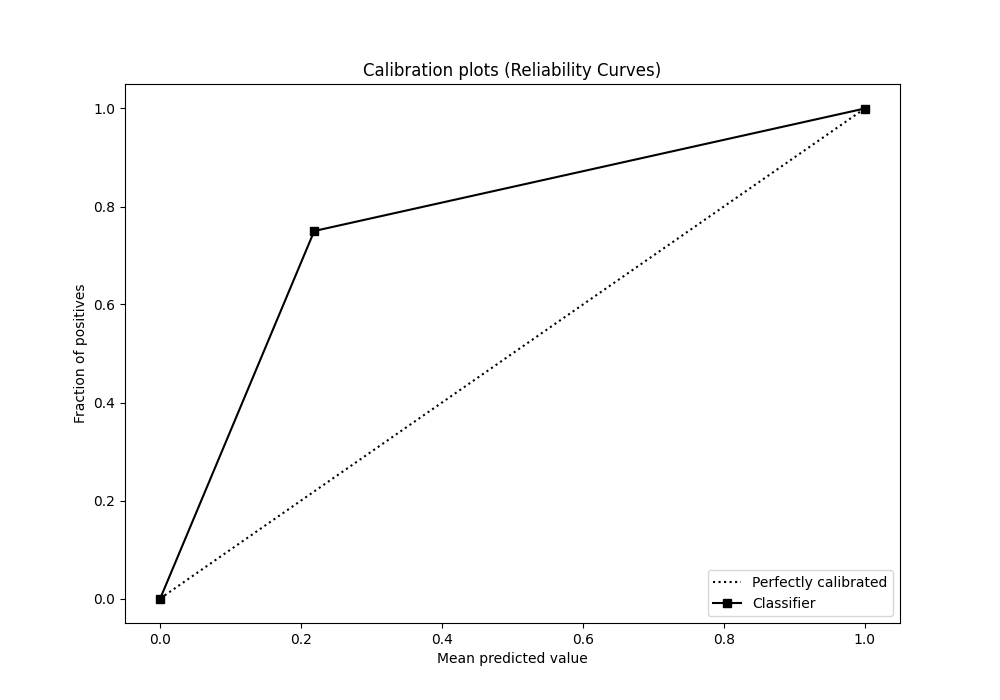 Calibration plots (Reliability Curves)
1.0
0.8
0.6
0.4
0.2
0.0
Fraction of positives
Perfectly calibrated
Classifier
0.0 0.2 0.4 0.6 0.8 1.0
Mean predicted value